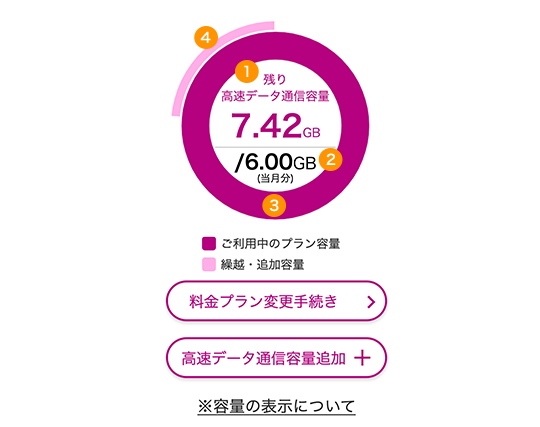 4
1
残り
高速データ通信容量
7.42GB
/6.00GB 2
(当月分)
3
ご利用中のプラン容量
繰越・追加容量
料金プラン変更手続き
高速データ通信容量追加
※容量の表示について